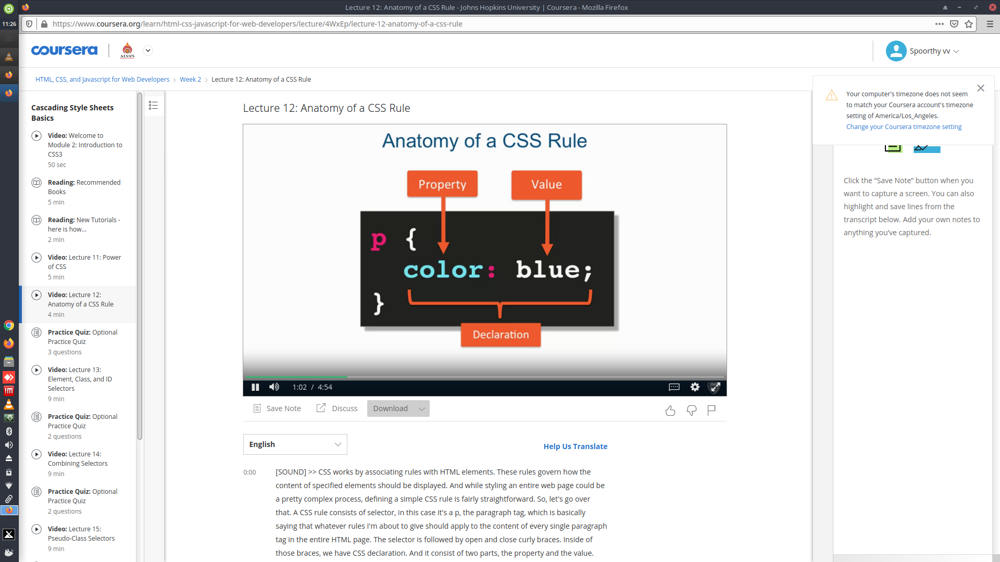 Lecture 12: Anatomy of a CSS Rule - Johns Hopkins University | Coursera - Mozilla Firefox
11:26
https://www.coursera.org/learn/html-css-javascript-for-web-developers/lecture/4WxEp/lecture-12-anatomy-of-a-css-rule
coursera
ALVA'S
Spoorthy vv
HTML, CSS, and Javascript for Web Developers
Week 2
Lecture 12: Anatomy of a CSS Rule
Cascading Style Sheets
Basics
Video: Welcome to
Module 2: Introduction to
CSS3
50 sec
Reading: Recommended
Books
5 min
Reading: New Tutorials -
here is how...
2 min
Video: Lecture 11: Power
of CSS
5 min
Video: Lecture 12:
Anatomy of a CSS Rule
4 min
Practice Quiz: Optional
Practice Quiz
3 questions
Video: Lecture 13:
Element, Class, and ID
Selectors
9 min
Practice Quiz: Optional
Practice Quiz
2 questions
Video: Lecture 14:
Combining Selectors
9 min
Practice Quiz: Optional
Practice Quiz
2 questions
Video: Lecture 15:
Pseudo-Class Selectors
9 min
Lecture 12: Anatomy of a CSS Rule
Anatomy of a CSS Rule
Property
Value
p {
color: blue;
}
Declaration
1:02 / 4:54
Save Note
Discuss
Download
English
Help Us Translate
0:00
[SOUND] >> CSS works by associating rules with HTML elements. These rules govern how the
content of specified elements should be displayed. And while styling an entire web page could be
a pretty complex process, defining a simple CSS rule is fairly straightforward. So, let's go over
that. A CSS rule consists of selector, in this case it's a p, the paragraph tag, which is basically
saying that whatever rules I'm about to give should apply to the content of every single paragraph
tag in the entire HTML page. The selector is followed by open and close curly braces. Inside of
those braces, we have CSS declaration. And it consist of two parts, the property and the value.
Your computer's timezone does not seem
to match your Coursera account's timezone
setting of America/Los_Angeles.
Change your Coursera timezone setting
Click the “Save Note” button when you
want to capture a screen. You can also
highlight and save lines from the
transcript below. Add your own notes to
anything you’ve captured.